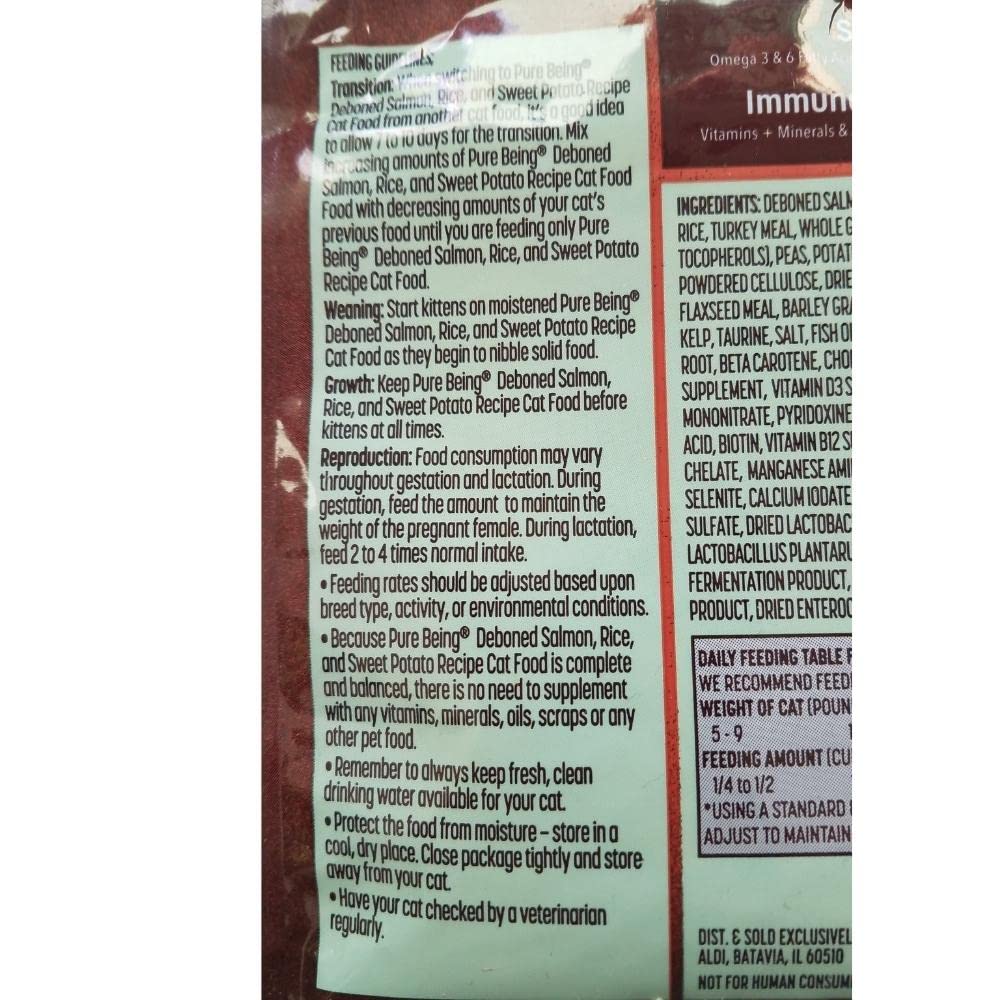 FEEDING GUIDELINES
Transition: When switching to Pure Being®
Deboned Salmon, Rice, and Sweet Potato Recipe
Cat Food from another cat food, it's a good idea
to allow 7 to 10 days for the transition. Mix
increasing amounts of Pure Being® Deboned
Salmon, Rice, and Sweet Potato Recipe Cat Food
Food with decreasing amounts of your cat's
previous food until you are feeding only Pure
Being® Deboned Salmon, Rice, and Sweet Potato
Recipe Cat Food.
Weaning: Start kittens on moistened Pure Being®
Deboned Salmon, Rice, and Sweet Potato Recipe
Cat Food as they begin to nibble solid food.
Growth: Keep Pure Being® Deboned Salmon,
Rice, and Sweet Potato Recipe Cat Food before
kittens at all times.
Reproduction: Food consumption may vary
throughout gestation and lactation. During
gestation, feed the amount to maintain the
weight of the pregnant female. During lactation,
feed 2 to 4 times normal intake.
• Feeding rates should be adjusted based upon
breed type, activity, or environmental conditions.
• Because Pure Being® Deboned Salmon, Rice,
and Sweet Potato Recipe Cat Food is complete
and balanced, there is no need to supplement
with any vitamins, minerals, oils, scraps or any
other pet food.
• Remember to always keep fresh, clean
drinking water available for your cat.
• Protect the food from moisture – store in a
cool, dry place. Close package tightly and store
away from your cat.
• Have your cat checked by a veterinarian
regularly.
Omega 3 & 6
Immun
Vitamins + Minerals &
INGREDIENTS: DEBONED SALM
RICE, TURKEY MEAL, WHOLE G
TOCOPHEROLS), PEAS, POTAT
POWDERED CELLULOSE, DRIE
FLAXSEED MEAL, BARLEY GRA
KELP, TAURINE, SALT, FISH OI
ROOT, BETA CAROTENE, CHOL
SUPPLEMENT, VITAMIN D3 S
MONONITRATE, PYRIDOXINE
ACID, BIOTIN, VITAMIN B12 S
CHELATE, MANGANESE AMI
SELENITE, CALCIUM IODATE
SULFATE, DRIED LACTOBAC
LACTOBACILLUS PLANTARU
FERMENTATION PRODUCT,
PRODUCT, DRIED ENTEROC
DAILY FEEDING TABLE F
WE RECOMMEND FEEDI
WEIGHT OF CAT (POUN
5 - 9
FEEDING AMOUNT (CU
1/4 to 1/2
*USING A STANDARD 8
ADJUST TO MAINTAIN
DIST. & SOLD EXCLUSIVEL
ALDI, BATAVIA, IL 60510
NOT FOR HUMAN CONSUM